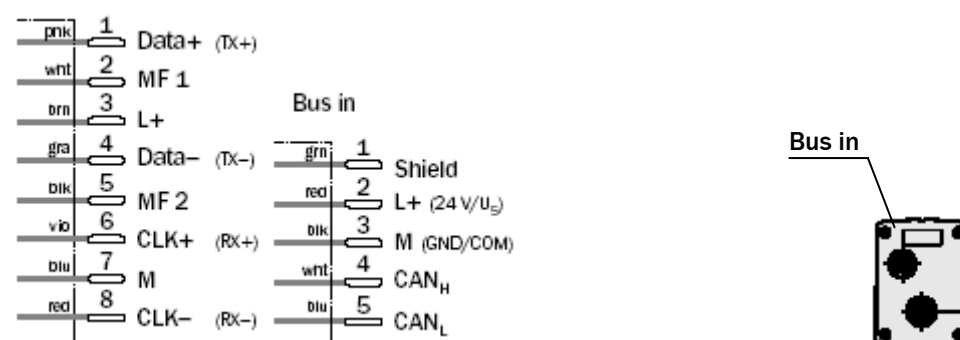 pnk 1 Data+ (TX+)
wht 2 MF 1
brn 3 L+
gra 4 Data– (TX–)
blk 5 MF 2
vio 6 CLK+ (RX+)
blu 7 M
red 8 CLK– (RX–)
Bus in
grn 1 Shield
red 2 L+ (24 V/US)
blk 3 M (GND/COM)
wht 4 CANH
blu 5 CANL
Bus in